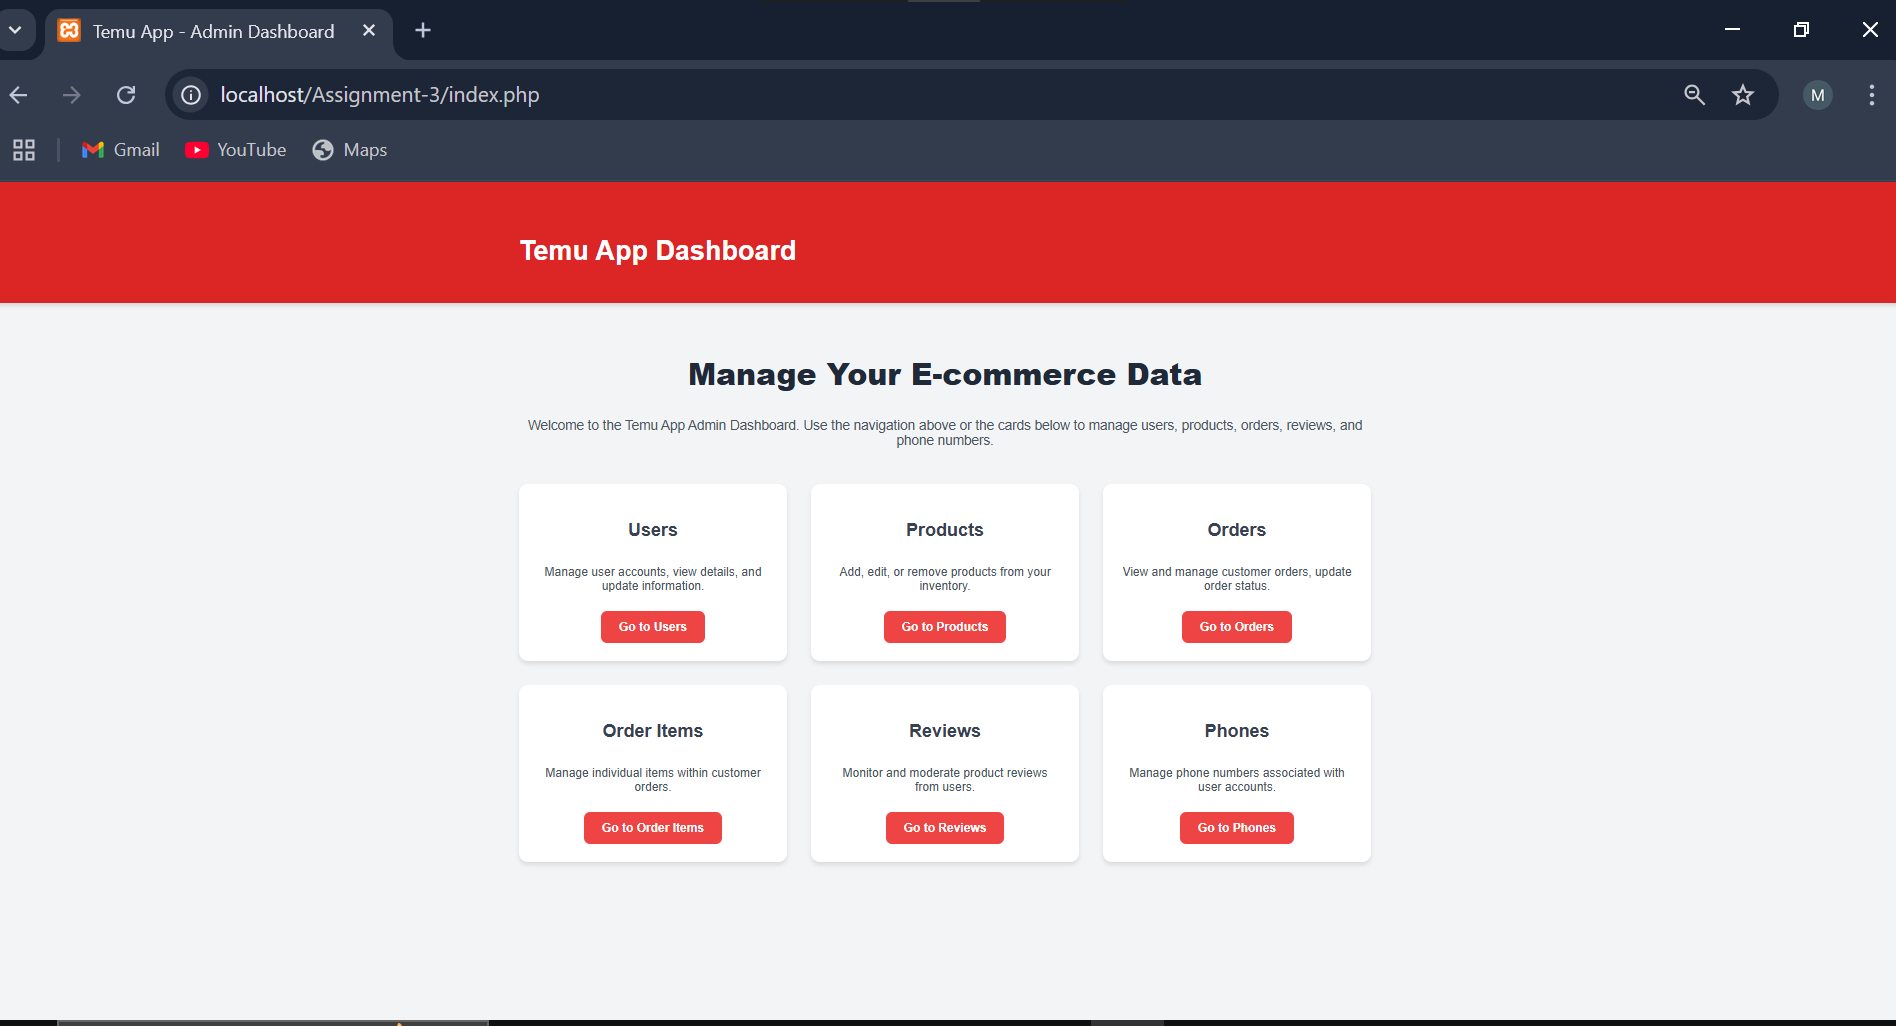 Temu App - Admin Dashboard
localhost/Assignment-3/index.php
M
Gmail
YouTube
Maps
Temu App Dashboard
Manage Your E-commerce Data
Welcome to the Temu App Admin Dashboard. Use the navigation above or the cards below to manage users, products, orders, reviews, and
phone numbers.
Users
Manage user accounts, view details, and
update information.
Go to Users
Products
Add, edit, or remove products from your
inventory.
Go to Products
Orders
View and manage customer orders, update
order status.
Go to Orders
Order Items
Manage individual items within customer
orders.
Go to Order Items
Reviews
Monitor and moderate product reviews
from users.
Go to Reviews
Phones
Manage phone numbers associated with
user accounts.
Go to Phones